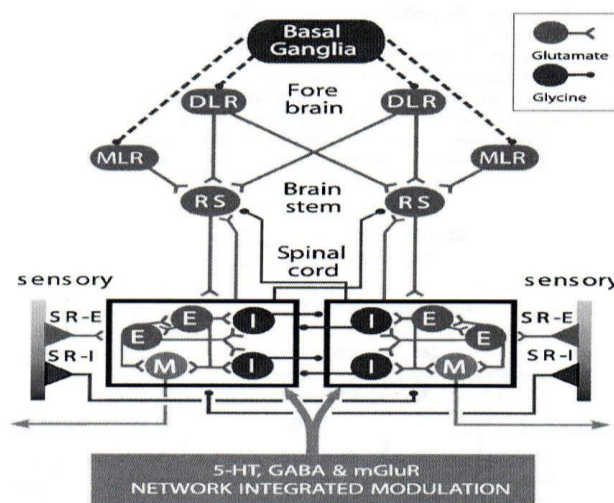 Basal
Ganglia
Glutamate
Glycine
Fore
brain
DLR
DLR
MLR
MLR
Brain
stem
RS
RS
Spinal
cord
sensory
sensory
SR-E
SR-I
E
E
I
M
I
I
E
E
I
M
SR-E
SR-I
5-HT, GABA & mGluR
NETWORK INTEGRATED MODULATION